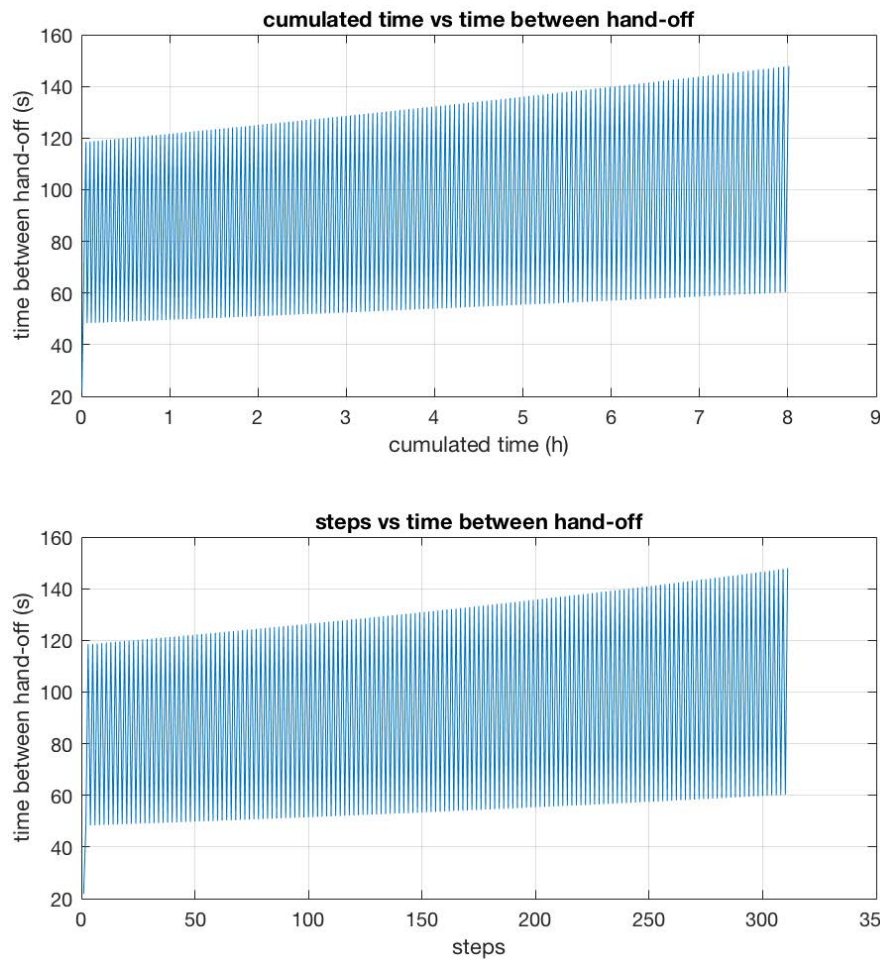 cumulated time vs time between hand-off
160
140
120
100
80
60
40
20
time between hand-off (s)
0 1 2 3 4 5 6 7 8 9
cumulated time (h)
steps vs time between hand-off
160
140
120
100
80
60
40
20
time between hand-off (s)
0 50 100 150 200 250 300 35
steps